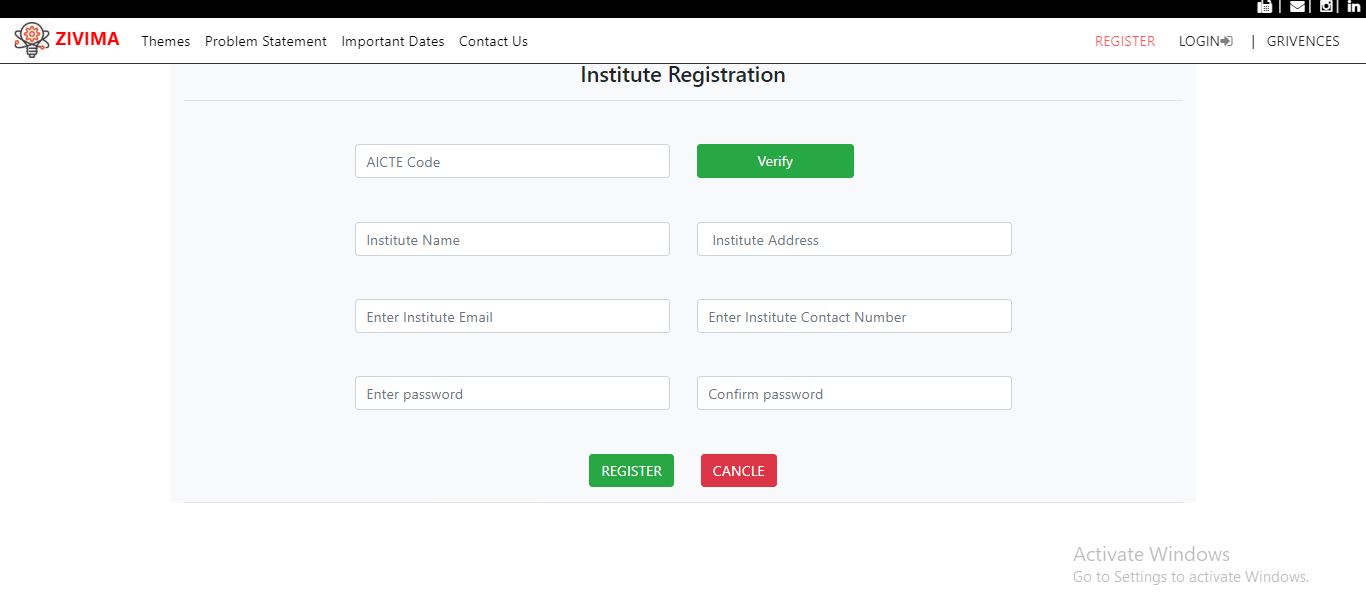 ZIVIMA Themes Problem Statement Important Dates Contact Us REGISTER LOGIN | GRIVENCES
Institute Registration
AICTE Code Verify
Institute Name Institute Address
Enter Institute Email Enter Institute Contact Number
Enter password Confirm password
REGISTER CANCLE
Activate Windows
Go to Settings to activate Windows.